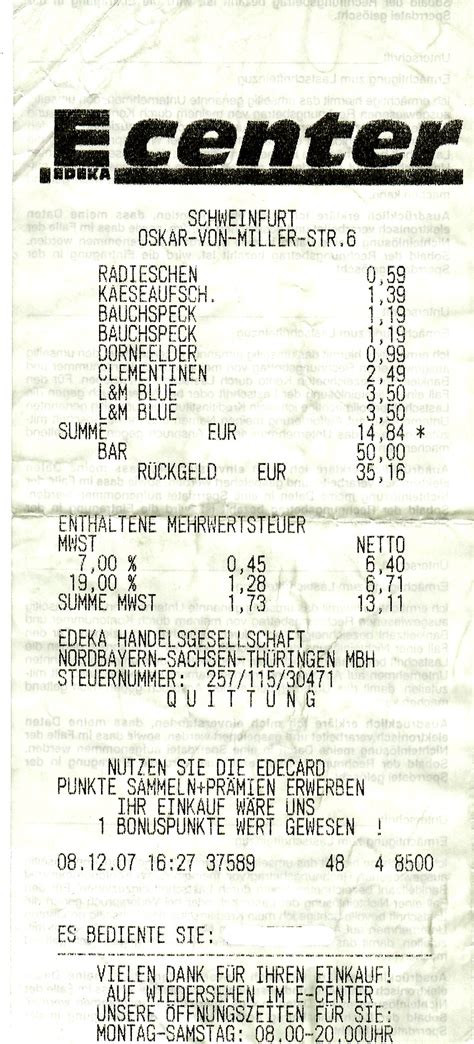 E center
EDEKA
SCHWEINFURT
OSKAR-VON-MILLER-STR.6
RADIESCHEN 0,59
KAESEAUFSCH. 1,39
BAUCHSPECK 1,19
BAUCHSPECK 1,19
DORNFELDER 0,99
CLEMENTINEN 2,49
L&M BLUE 3,50
L&M BLUE 3,50
SUMME EUR 14,84 *
BAR 50,00
RÜCKGELD EUR 35,16
ENTHALTENE MEHRWERTSTEUER
MWST NETTO
7,00 % 0,45 6,40
19,00 % 1,28 6,71
SUMME MWST 1,73 13,11
EDEKA HANDELSGESELLSCHAFT
NORDBAYERN-SACHSEN-THÜRINGEN MBH
STEUERNUMMER: 257/115/30471
Q U I T T U N G
NUTZEN SIE DIE EDECARD
PUNKTE SAMMELN+PRÄMIEN ERWERBEN
IHR EINKAUF WÄRE UNS
1 BONUSPUNKTE WERT GEWESEN !
08.12.07 16:27 37589 48 4 8500
ES BEDIENTE SIE:
VIELEN DANK FÜR IHREN EINKAUF!
AUF WIEDERSEHEN IM E-CENTER
UNSERE ÖFFNUNGSZEITEN FÜR SIE:
MONTAG-SAMSTAG: 08.00-20.00UHR